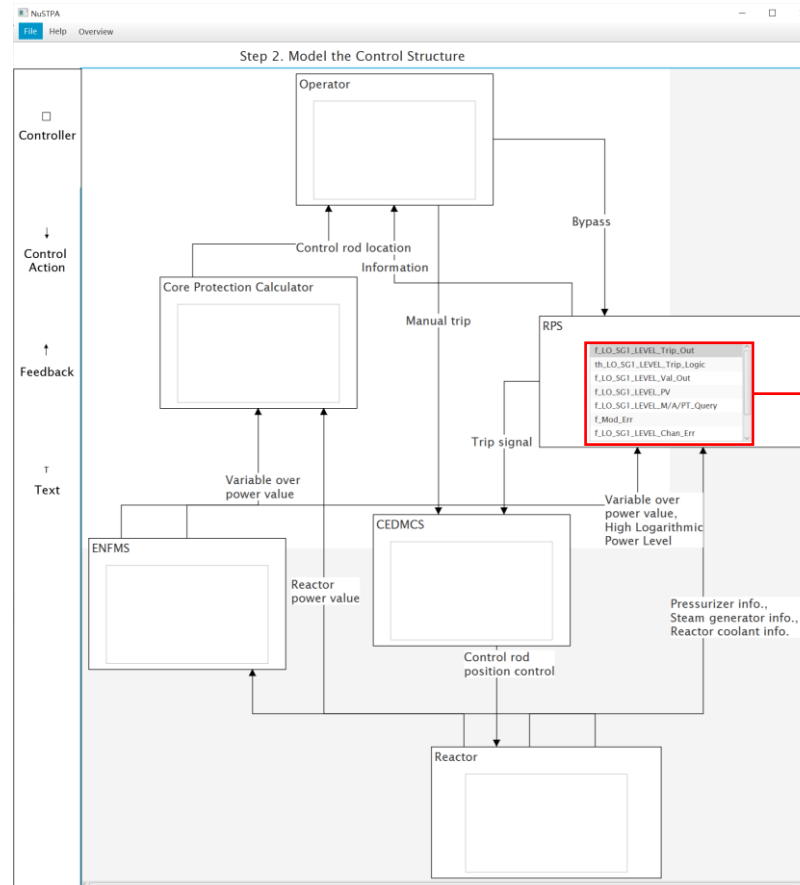 NuSTPA
File Help Overview
Step 2. Model the Control Structure
Controller
Control
Action
Feedback
T
Text
Operator
Bypass
Control rod location
Information
Core Protection Calculator
Manual trip
RPS
f_LO_SG1_LEVEL_Trip_Out
th_LO_SG1_LEVEL_Trip_Logic
f_LO_SG1_LEVEL_Val_Out
f_LO_SG1_LEVEL_PV
f_LO_SG1_LEVEL_M/A/PT_Query
f_Mod_Err
f_LO_SG1_LEVEL_Chan_Err
Trip signal
Variable over
power value
Variable over
power value,
High Logarithmic
Power Level
ENFMS
CEDMCS
Reactor
power value
Pressurizer info.,
Steam generator info.,
Reactor coolant info.
Control rod
position control
Reactor